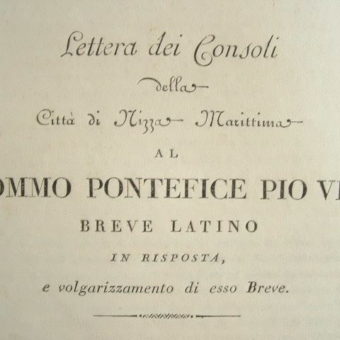 Lettera dei Consoli
della
Città di Nizza Marittima
AL
OMMO PONTEFICE PIO V
BREVE LATINO
IN RISPOSTA,
e volgarizzamento di esso Breve.